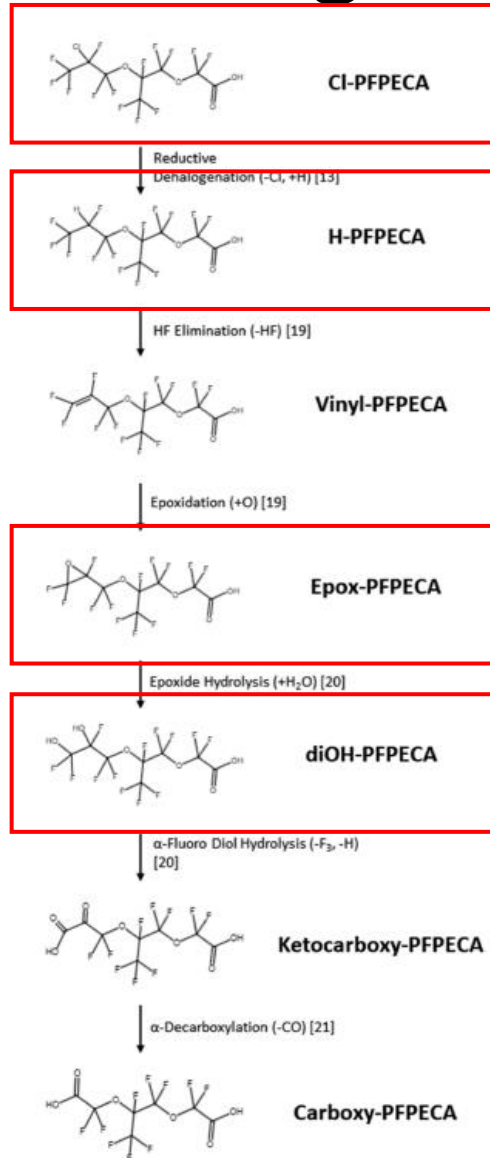 Cl-PFPECA
Reductive
Dehalogenation (-Cl, +H) [13]
H-PFPECA
HF Elimination (-HF) [19]
Vinyl-PFPECA
Epoxidation (+O) [19]
Epox-PFPECA
Epoxide Hydrolysis (+H₂O) [20]
diOH-PFPECA
α-Fluoro Diol Hydrolysis (-F₃, -H)
[20]
Ketocarboxy-PFPECA
α-Decarboxylation (-CO) [21]
Carboxy-PFPECA